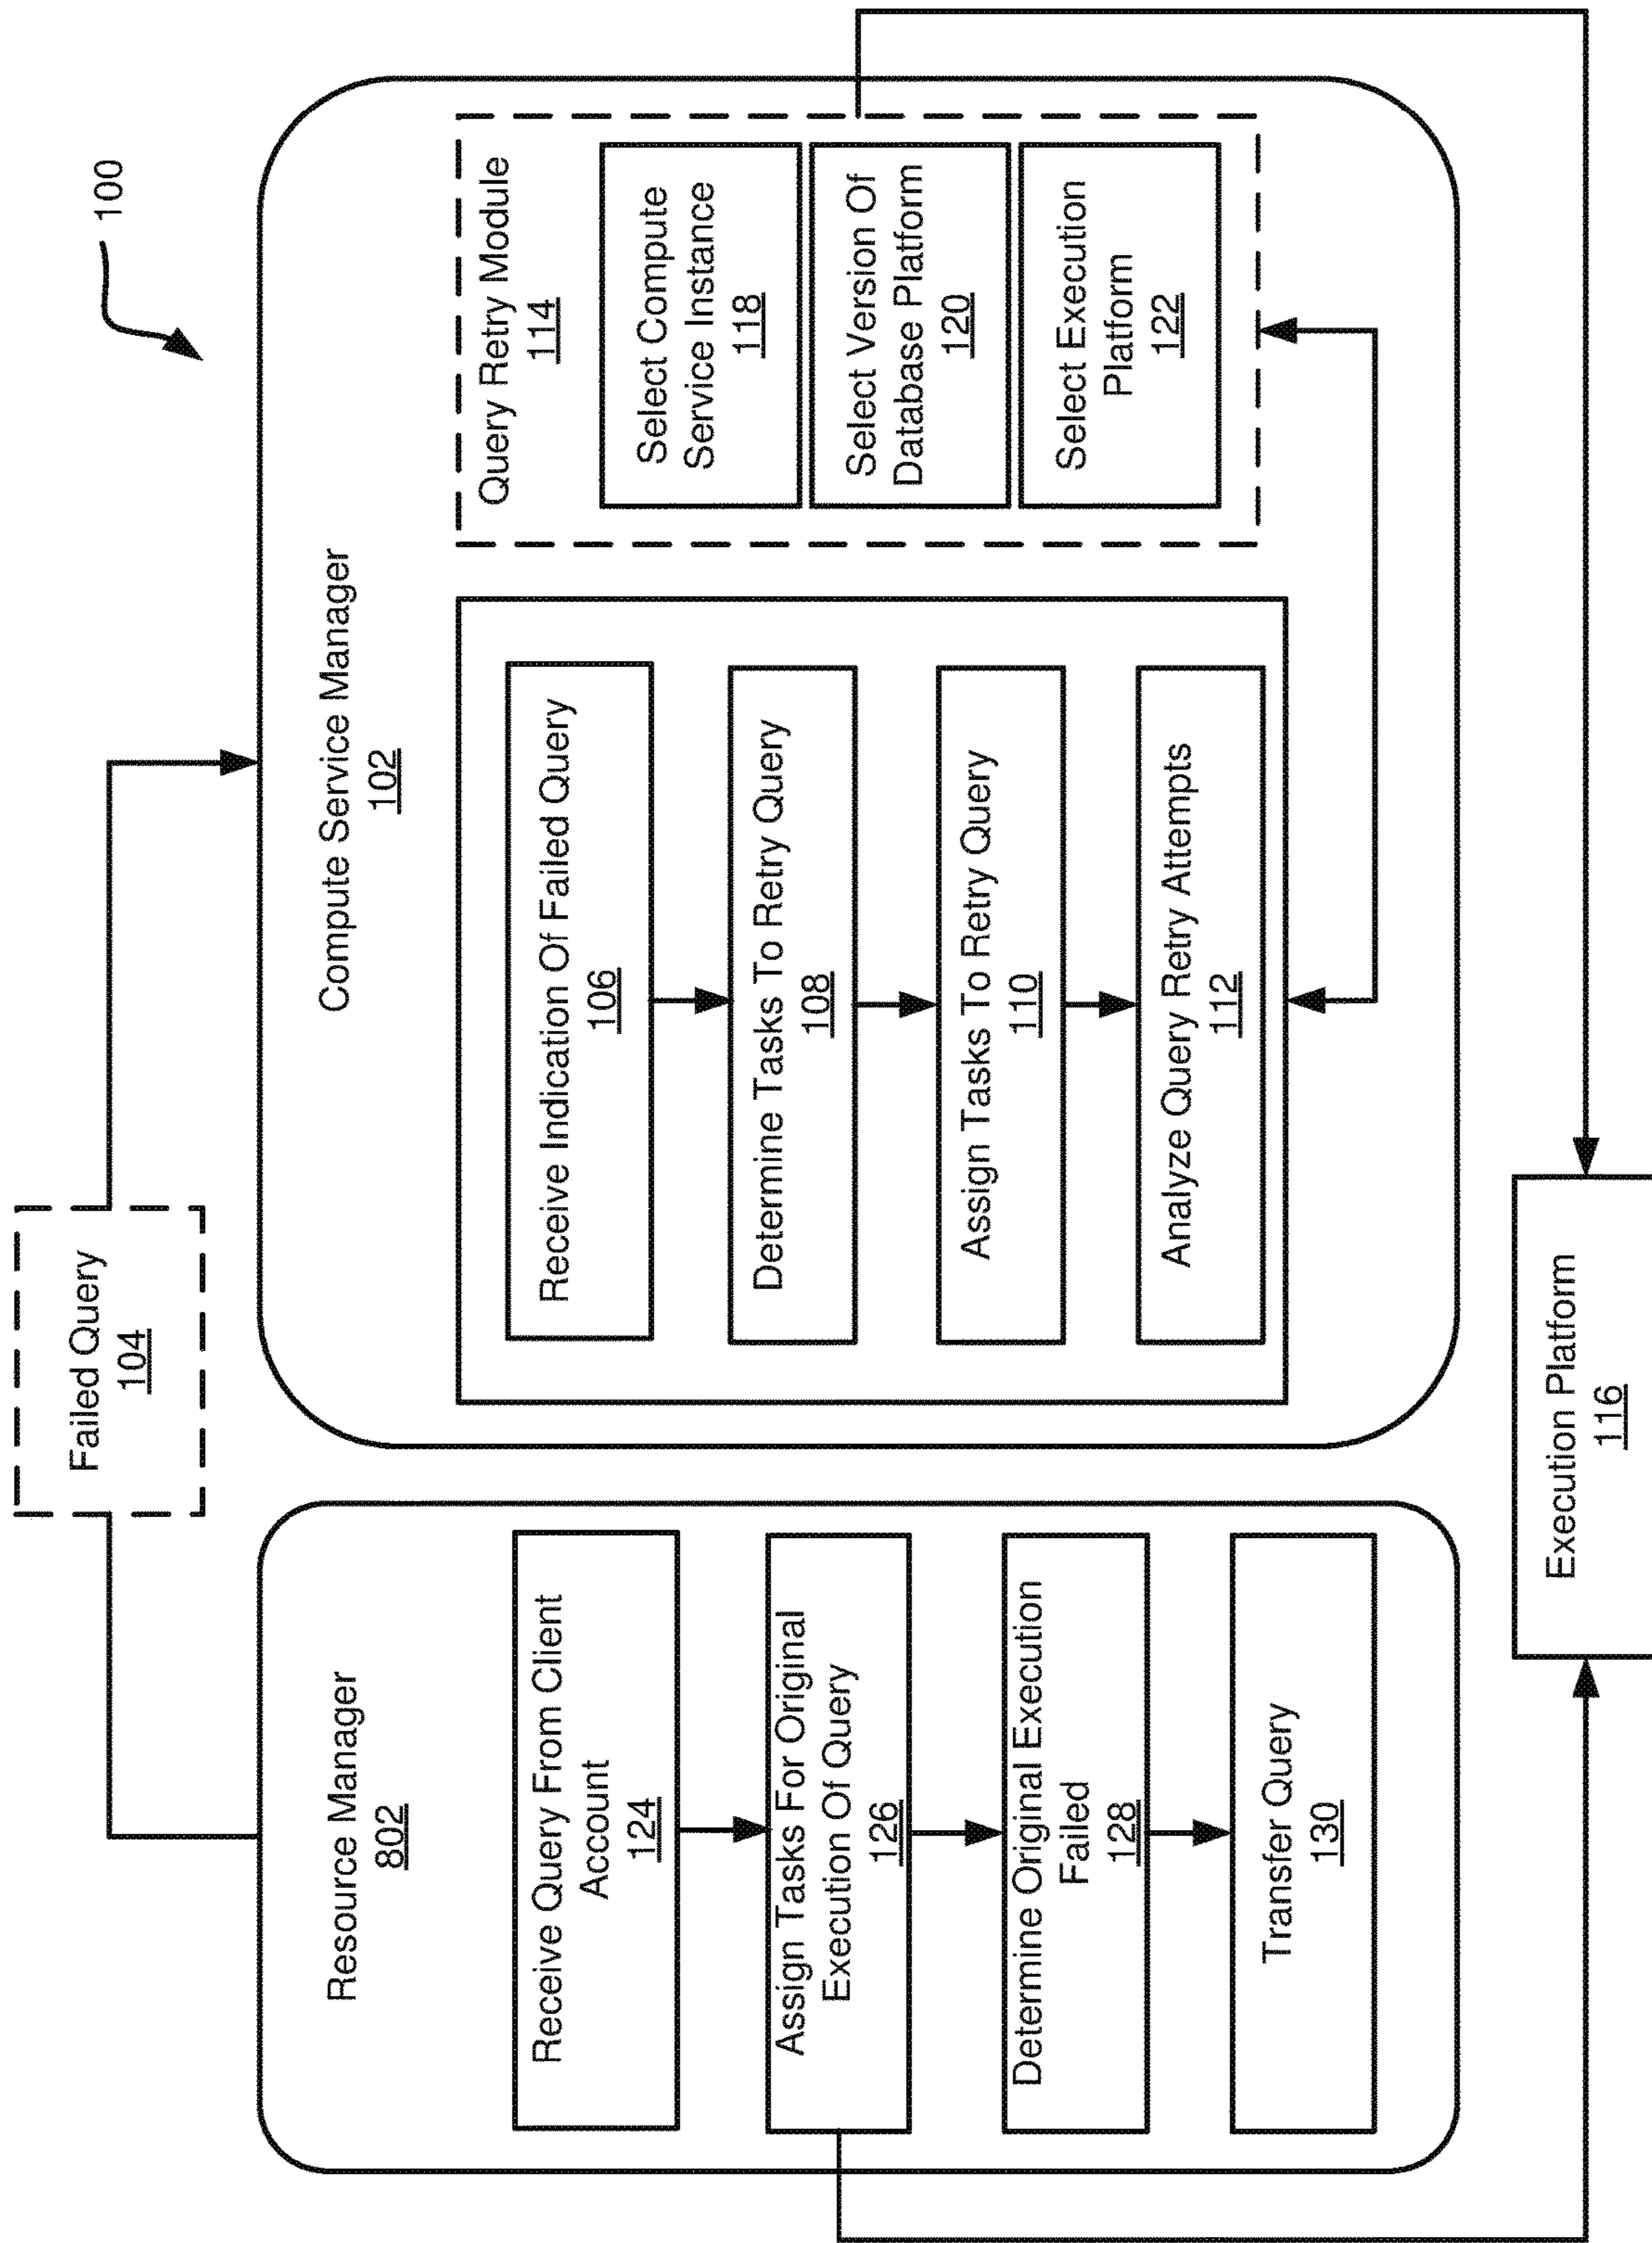 100
Failed Query
104
Resource Manager
802
Receive Query From Client
Account
124
Assign Tasks For Original
Execution Of Query
126
Determine Original Execution
Failed
128
Transfer Query
130
Compute Service Manager
102
Receive Indication Of Failed Query
106
Determine Tasks To Retry Query
108
Assign Tasks To Retry Query
110
Analyze Query Retry Attempts
112
Query Retry Module
114
Select Compute
Service Instance
118
Select Version Of
Database Platform
120
Select Execution
Platform
122
Execution Platform
116